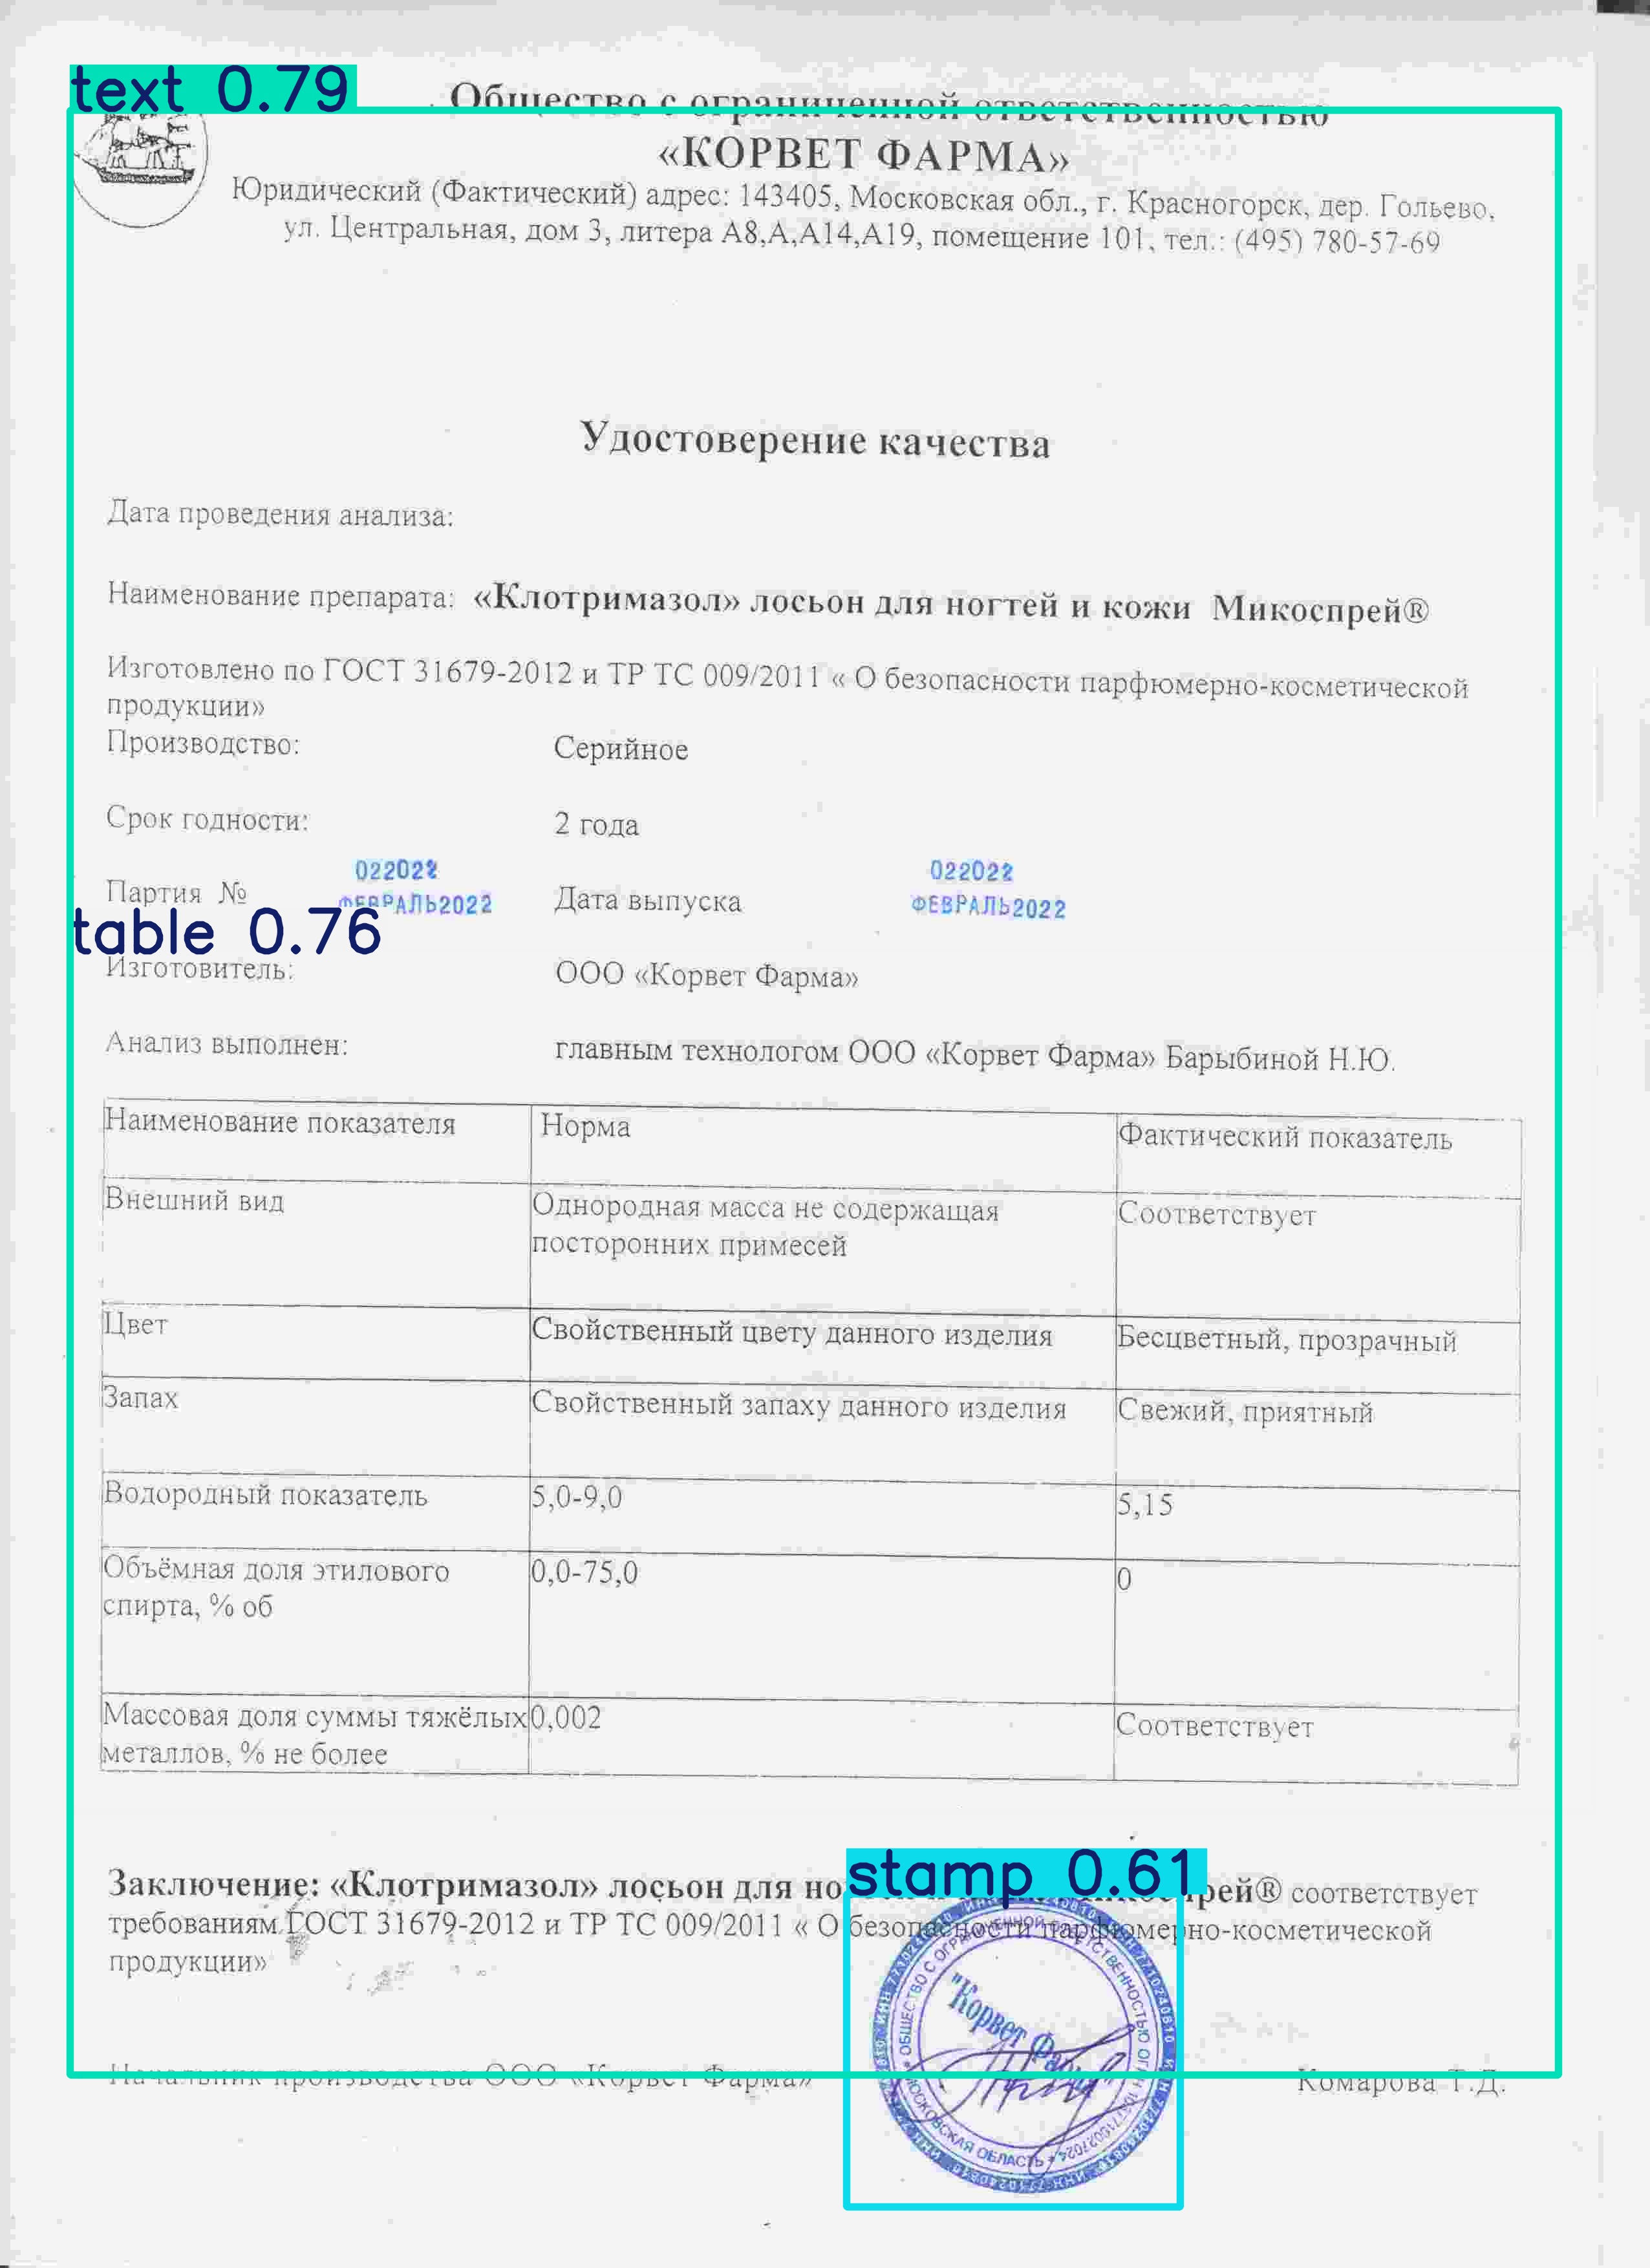 text 0.79
Общество с ограниченной ответственностью
«КОРВЕТ ФАРМА»
Юридический (Фактический) адрес: 143405, Московская обл., г. Красногорск, дер. Гольево,
ул. Центральная, дом 3, литера А8,А,А14,А19, помещение 101, тел.: (495) 780-57-69
Удостоверение качества
Дата проведения анализа:
Наименование препарата: «Клотримазол» лосьон для ногтей и кожи Микоспрей®
Изготовлено по ГОСТ 31679-2012 и ТР ТС 009/2011 « О безопасности парфюмерно-косметической
продукции»
Производство: Серийное
Срок годности: 2 года
022022 022022
Партия № ФЕВРАЛЬ2022 Дата выпуска ФЕВРАЛЬ2022
table 0.76
Изготовитель: ООО «Корвет Фарма»
Анализ выполнен: главным технологом ООО «Корвет Фарма» Барыбиной Н.Ю.
Наименование показателя Норма Фактический показатель
Внешний вид Однородная масса не содержащая Соответствует
посторонних примесей
Цвет Свойственный цвету данного изделия Бесцветный, прозрачный
Запах Свойственный запаху данного изделия Свежий, приятный
Водородный показатель 5,0-9,0 5,15
Объёмная доля этилового 0,0-75,0 0
спирта, % об
Массовая доля суммы тяжёлых 0,002 Соответствует
металлов, % не более
stamp 0.61
Заключение: «Клотримазол» лосьон для но рей® соответствует
требованиям ГОСТ 31679-2012 и ТР ТС 009/2011 « О безопасности парфюмерно-косметической
продукции»
Начальник производства ООО «Корвет Фарма» Комарова Т.Д.
ОБЩЕСТВО С ОГРАНИЧЕННОЙ ОТВЕТСТВЕННОСТЬЮ
"Корвет Фарма"
МОСКОВСКАЯ ОБЛАСТЬ